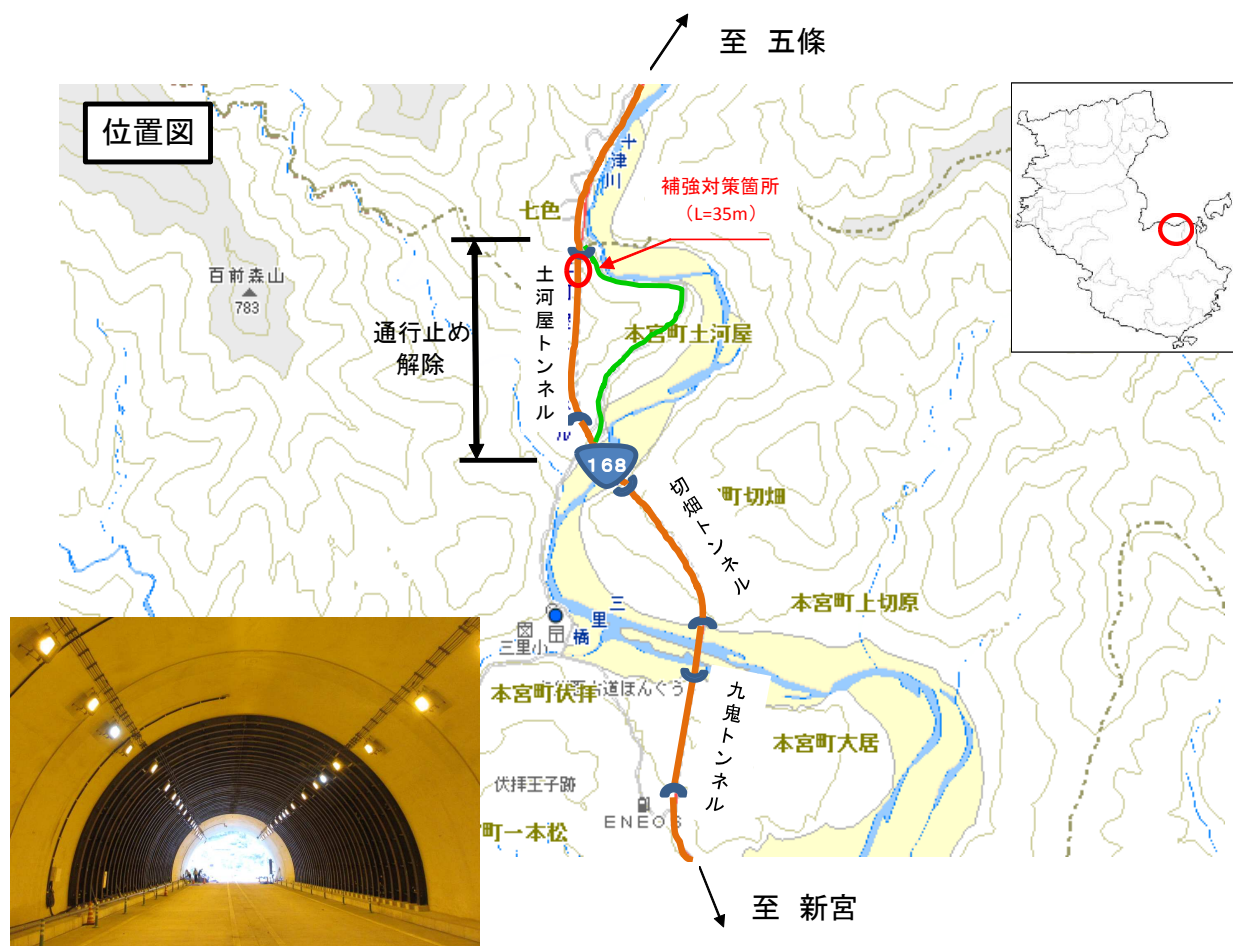 至 五條
位置図
十津川
補強対策箇所
（L=35m）
七色
百前森山
783
通行止め
解除
土河屋トンネル
ル
本宮町土河屋
168
町切畑
切畑トンネル
本宮町上切原
三里橋
三里小
道ほんぐう
本宮町伏拝
九鬼トンネル
本宮町大居
伏拝王子跡
ENEOS
町一本松
至 新宮